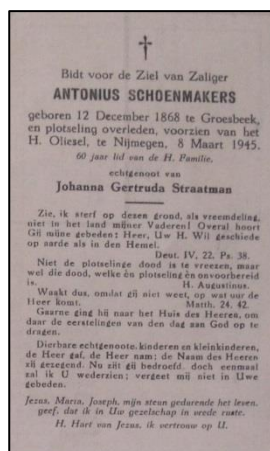 Bidt voor de Ziel van Zaliger
ANTONIUS SCHOENMAKERS
geboren 12 December 1868 te Groesbeek,
en plotseling overleden, voorzien van het
H. Oliesel, te Nijmegen, 8 Maart 1945.
60 jaar lid van de H. Familie.
echtgenoot van
Johanna Gertruda Straatman
Zie, ik sterf op dezen grond, als vreemdeling,
niet in het land mijner Vaderen! Overal hoort
Gij mijne gebeden: Heer, Uw H. Wil geschiede
op aarde als in den Hemel.
Deut. IV, 22. Ps. 38.
Niet de plotselinge dood is te vreezen, maar
wel die dood, welke én plotseling én onvoorbereid
is. H. Augustinus.
Waakt dus, omdat gij niet weet, op wat uur de
Heer komt. Matth. 24. 42.
Gaarne ging hij naar het Huis des Heeren, om
daar de eerstelingen van den dag aan God op te
dragen.
Dierbare echtgenoote, kinderen en kleinkinderen,
de Heer gaf, de Heer nam; de Naam des Heeren
zij gezegend. Nu zijt gij bedroefd, doch eenmaal
zal ik U wederzien; vergeet mij niet in Uwe
gebeden.
Jezus, Maria, Joseph, mijn steun gedurende het leven,
geef, dat ik in Uw gezelschap in vrede ruste.
H. Hart van Jezus, ik vertrouw op U.